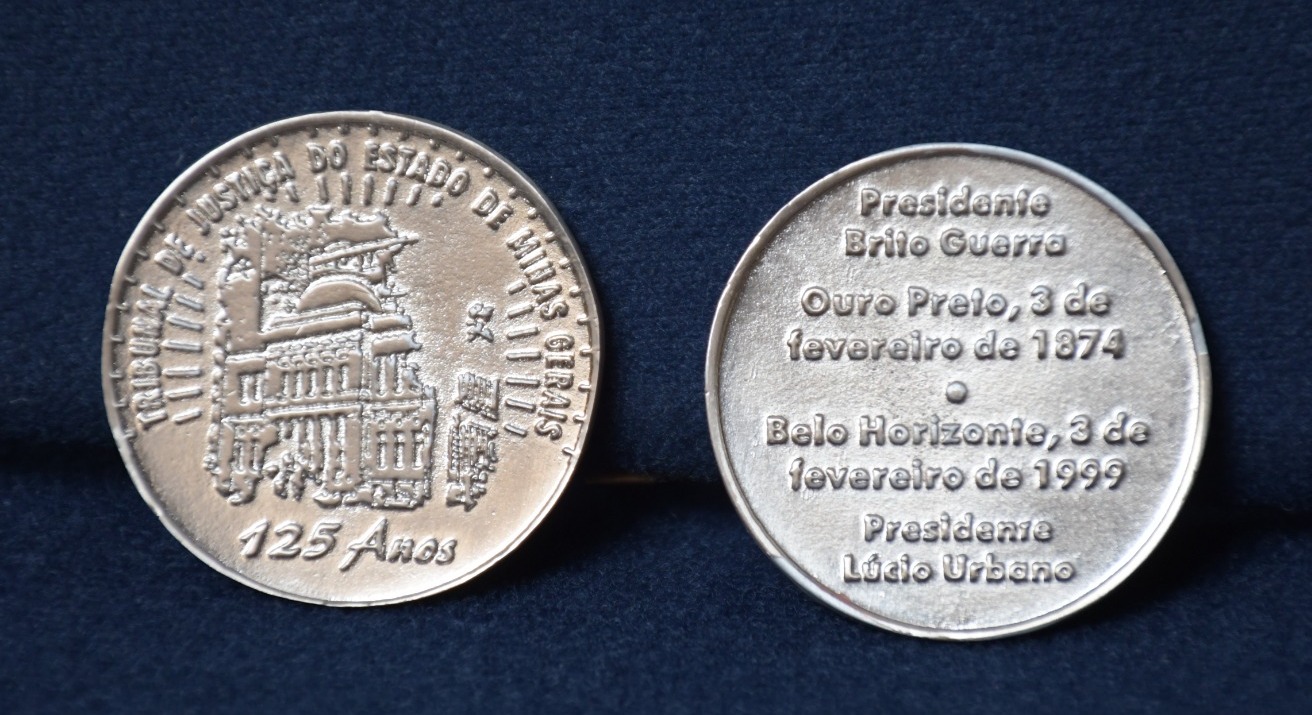 TRIBUNAL DE JUSTIÇA DO ESTADO DE MINAS GERAIS
125 Anos
Presidente
Brito Guerra
Ouro Preto, 3 de
fevereiro de 1874
Belo Horizonte, 3 de
fevereiro de 1999
Presidente
Lúcio Urbano